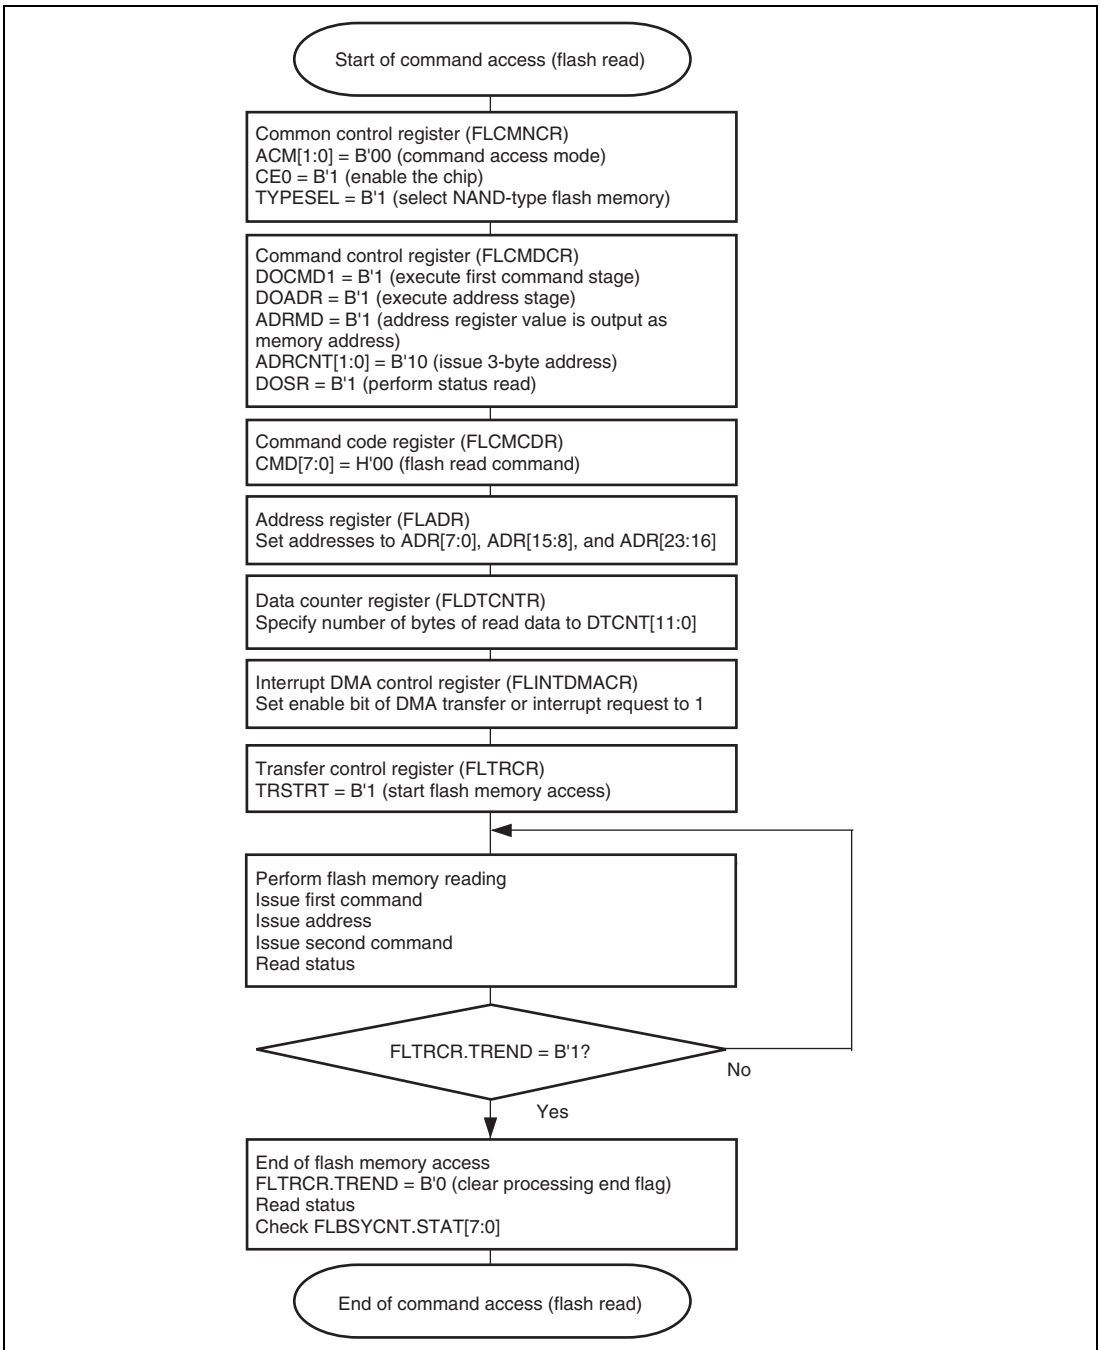 Start of command access (flash read)
Common control register (FLCMNCR)
ACM[1:0] = B'00 (command access mode)
CE0 = B'1 (enable the chip)
TYPESEL = B'1 (select NAND-type flash memory)
Command control register (FLCMDCR)
DOCMD1 = B'1 (execute first command stage)
DOADR = B'1 (execute address stage)
ADRMD = B'1 (address register value is output as
memory address)
ADRCNT[1:0] = B'10 (issue 3-byte address)
DOSR = B'1 (perform status read)
Command code register (FLCMCDR)
CMD[7:0] = H'00 (flash read command)
Address register (FLADR)
Set addresses to ADR[7:0], ADR[15:8], and ADR[23:16]
Data counter register (FLDTCNTR)
Specify number of bytes of read data to DTCNT[11:0]
Interrupt DMA control register (FLINTDMACR)
Set enable bit of DMA transfer or interrupt request to 1
Transfer control register (FLTRCR)
TRSTRT = B'1 (start flash memory access)
Perform flash memory reading
Issue first command
Issue address
Issue second command
Read status
FLTRCR.TREND = B'1?
No
Yes
End of flash memory access
FLTRCR.TREND = B'0 (clear processing end flag)
Read status
Check FLBSYCNT.STAT[7:0]
End of command access (flash read)